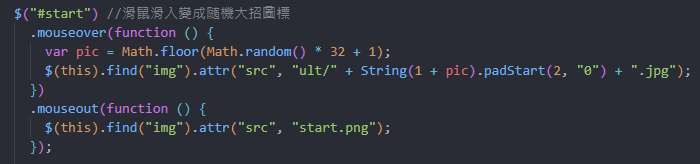 $("#start") //滑鼠滑入變成隨機大招圖標
  .mouseover(function () {
    var pic = Math.floor(Math.random() * 32 + 1);
    $(this).find("img").attr("src", "ult/" + String(1 + pic).padStart(2, "0") + ".jpg");
  })
  .mouseout(function () {
    $(this).find("img").attr("src", "start.png");
  });